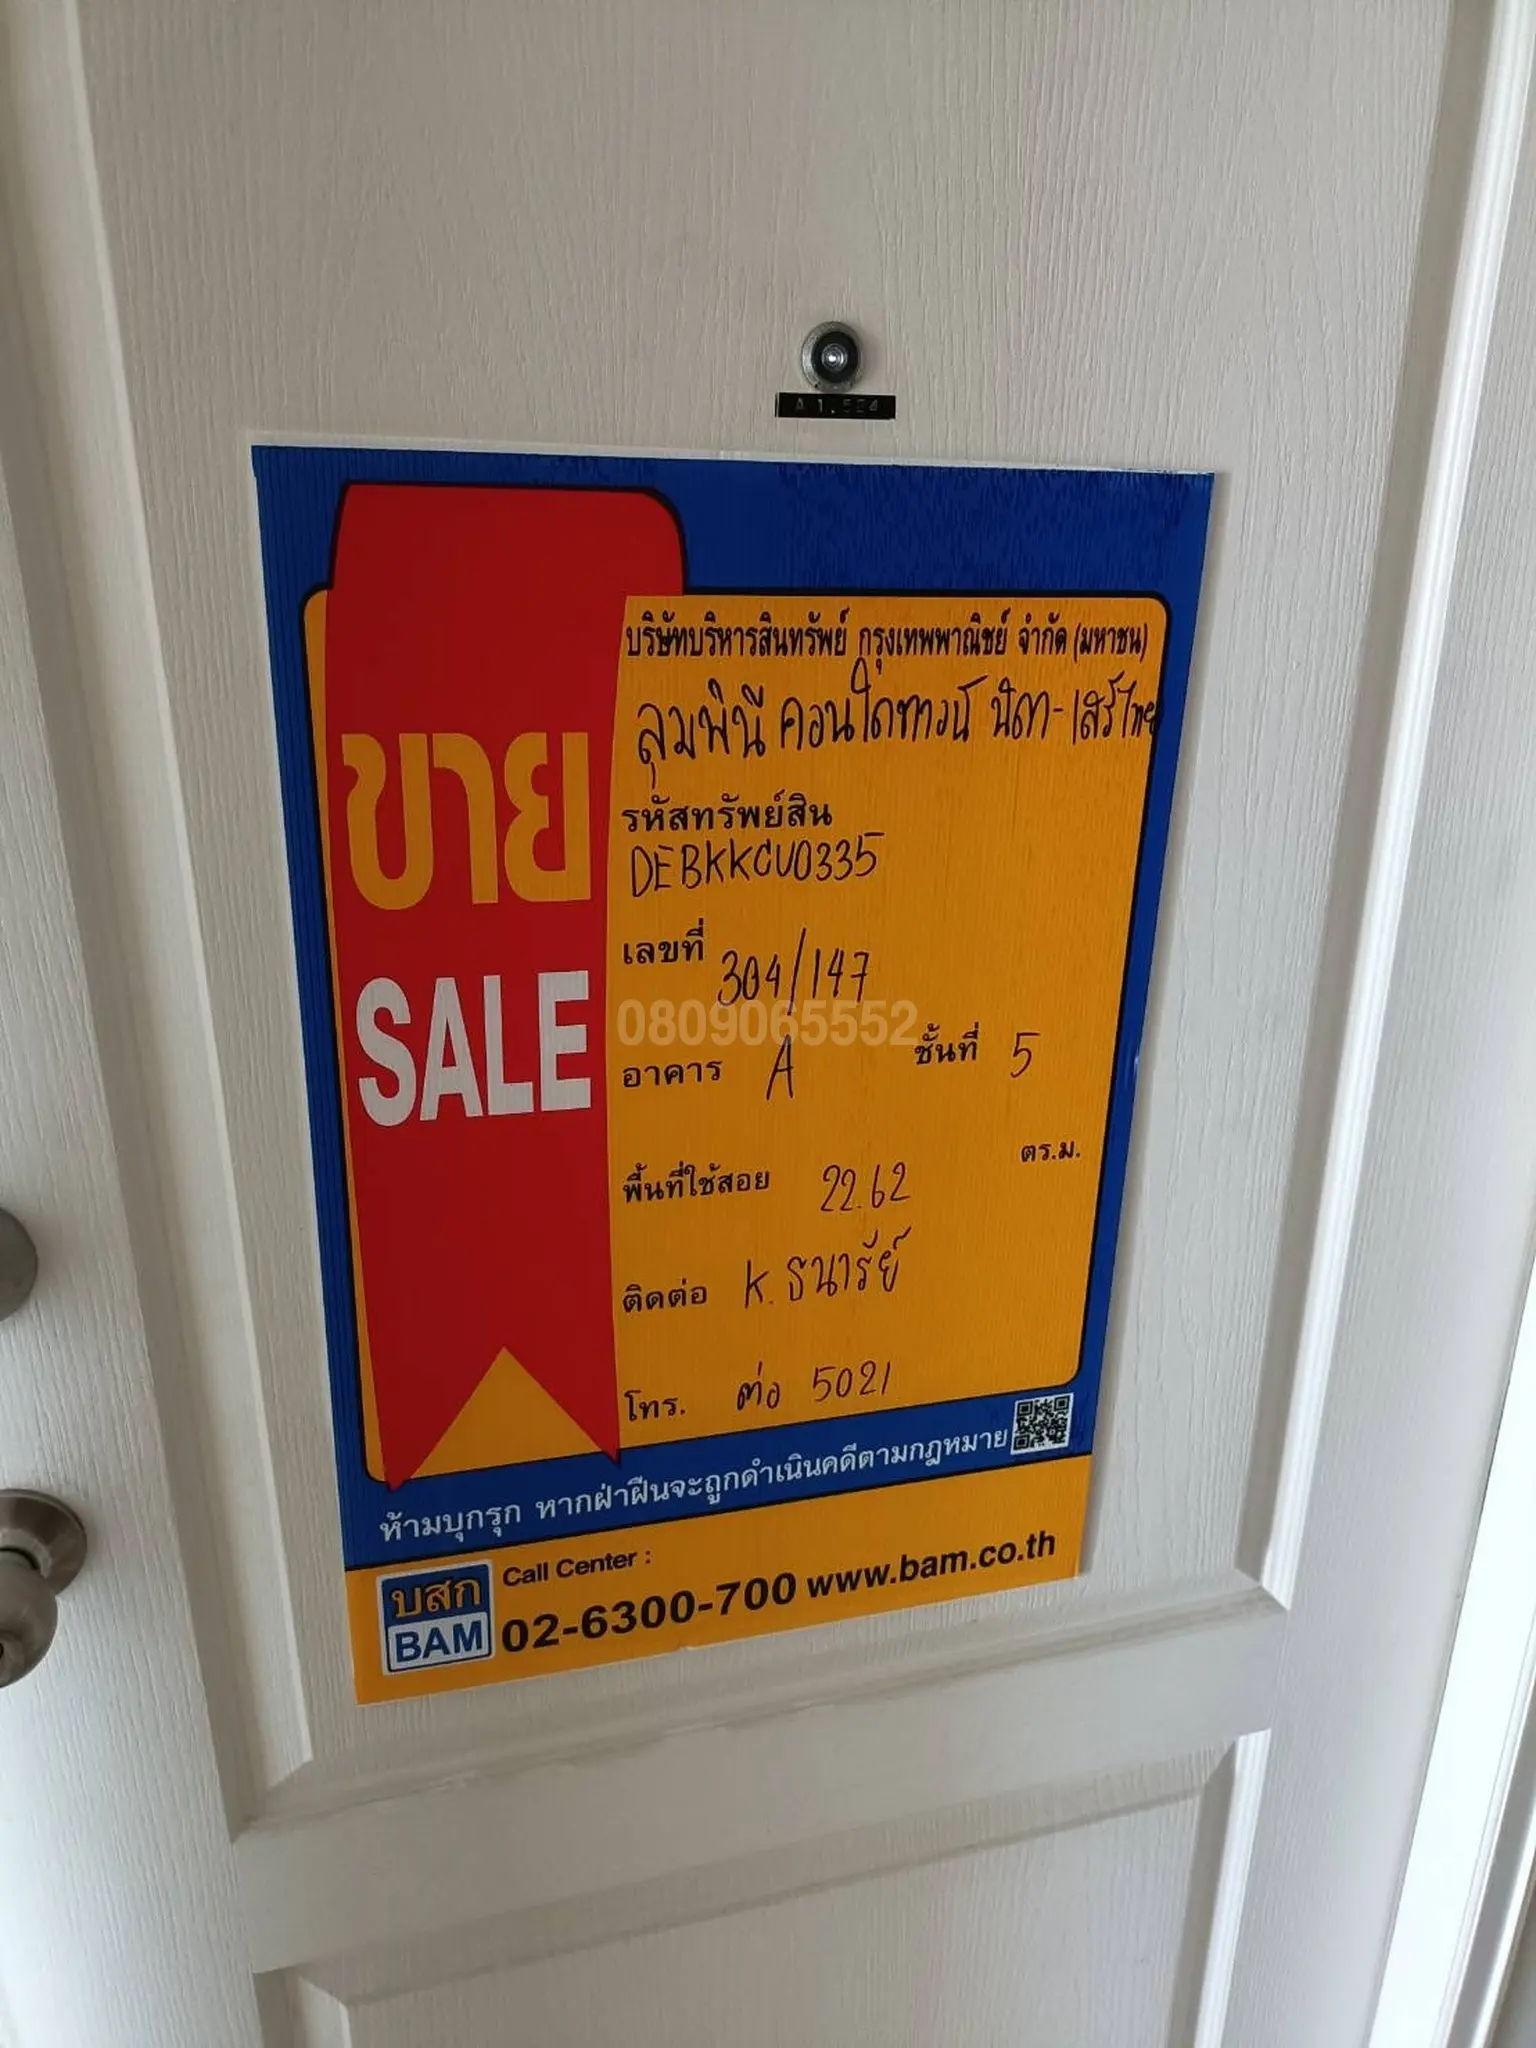 A1.524
บริษัทบริหารสินทรัพย์ กรุงเทพพาณิชย์ จำกัด (มหาชน)
ลุมพินี คอนโดทาวน์ นิดา-เสรีไทย
ขาย
SALE
รหัสทรัพย์สิน
DEBKKCU0335
เลขที่ 304/147
0809065552
อาคาร A ชั้นที่ 5
พื้นที่ใช้สอย 22.62 ตร.ม.
ติดต่อ K. ธนารัย์
โทร. ต่อ 5021
ห้ามบุกรุก หากฝ่าฝืนจะถูกดำเนินคดีตามกฎหมาย
บสก
BAM
Call Center :
02-6300-700 www.bam.co.th